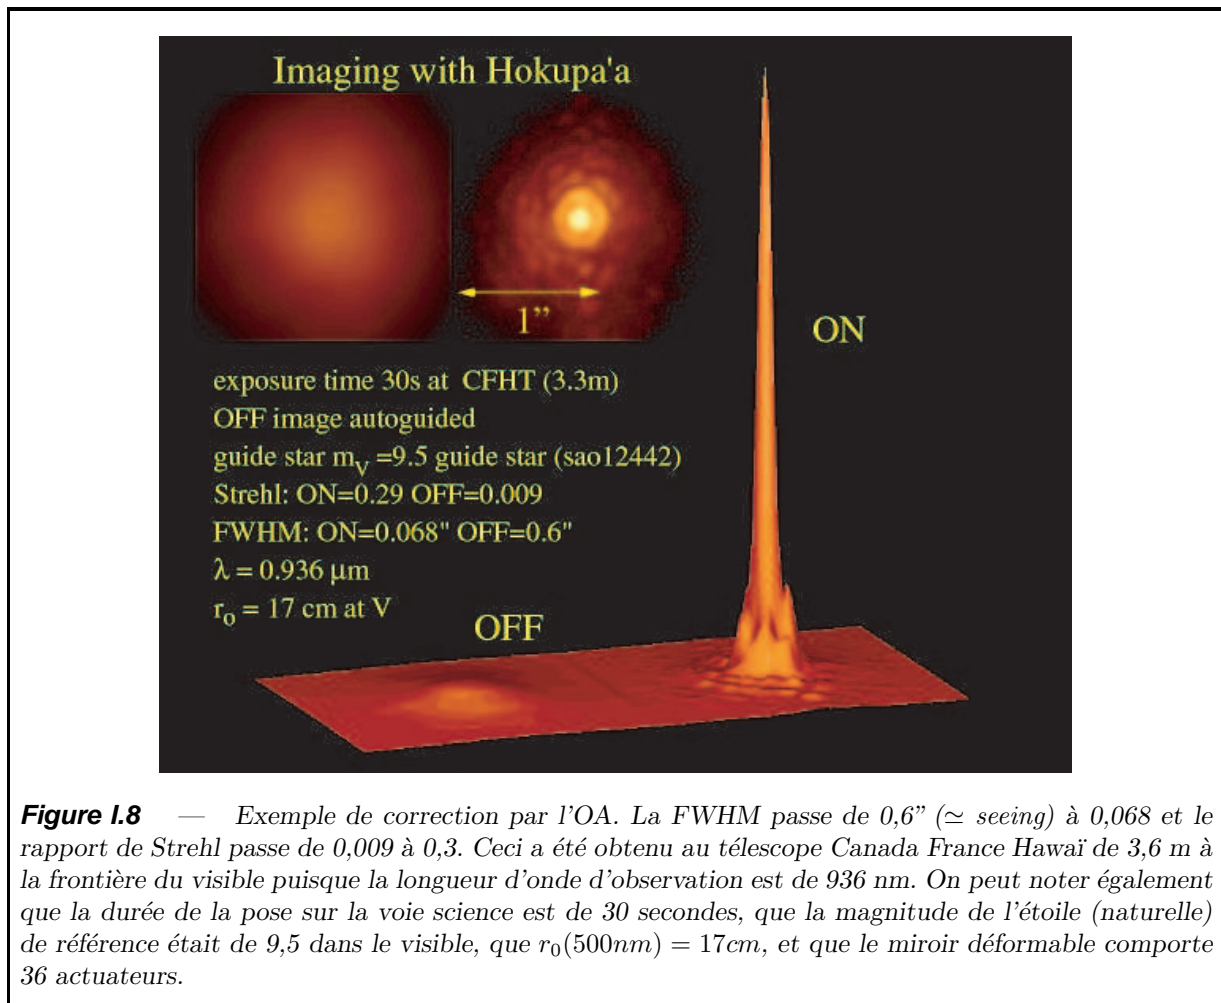 Imaging with Hokupa'a
1”
ON
exposure time 30s at CFHT (3.3m)
OFF image autoguided
guide star m_V =9.5 guide star (sao12442)
Strehl: ON=0.29 OFF=0.009
FWHM: ON=0.068" OFF=0.6"
λ = 0.936 μm
r_o = 17 cm at V
OFF
Figure I.8 — Exemple de correction par l'OA. La FWHM passe de 0,6” (≃ seeing) à 0,068 et le
rapport de Strehl passe de 0,009 à 0,3. Ceci a été obtenu au télescope Canada France Hawaï de 3,6 m à
la frontière du visible puisque la longueur d'onde d'observation est de 936 nm. On peut noter également
que la durée de la pose sur la voie science est de 30 secondes, que la magnitude de l'étoile (naturelle)
de référence était de 9,5 dans le visible, que r_0(500nm) = 17cm, et que le miroir déformable comporte
36 actuateurs.